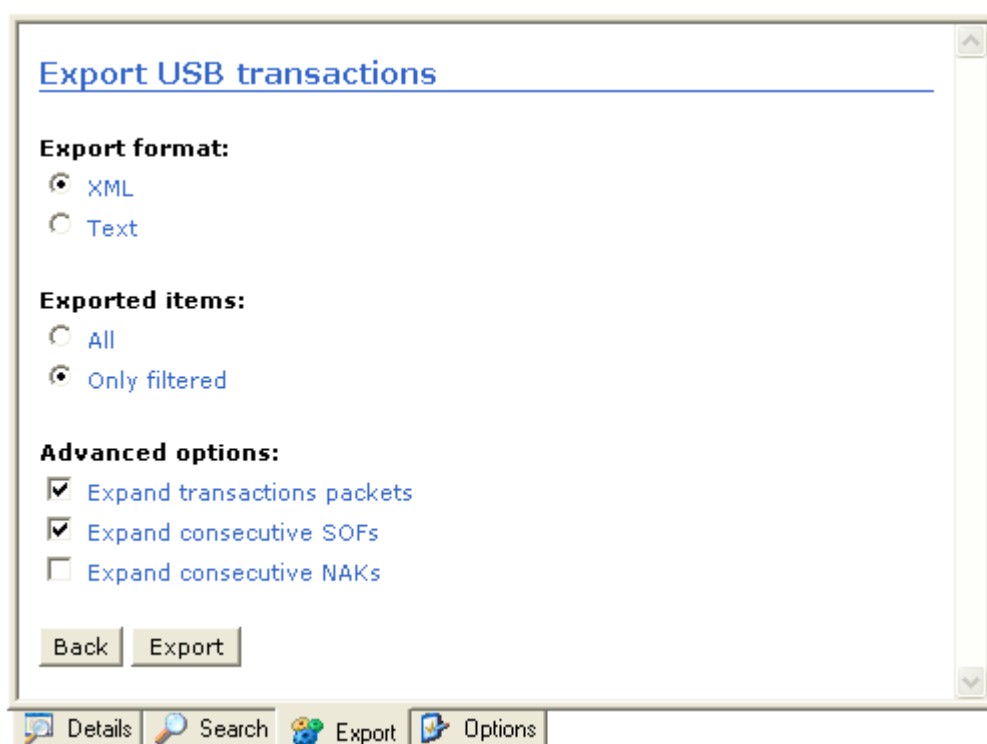 Export USB transactions
Export format:
XML
Text
Exported items:
All
Only filtered
Advanced options:
Expand transactions packets
Expand consecutive SOFs
Expand consecutive NAKs
Back Export
Details Search Export Options